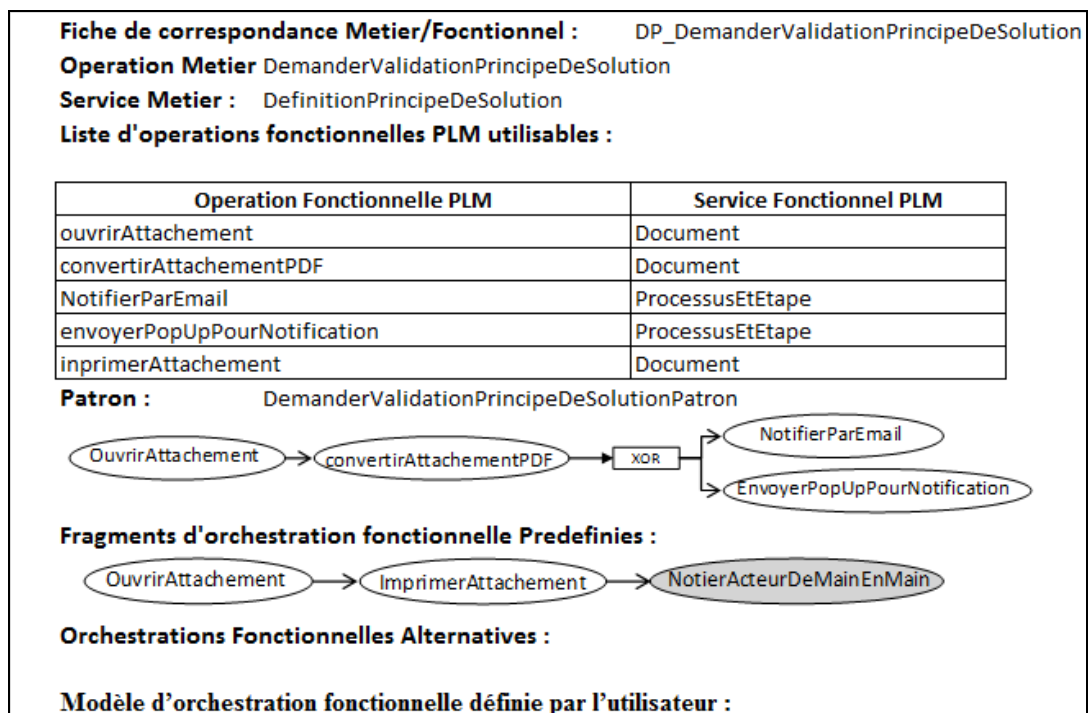 Fiche de correspondance Metier/Focntionnel : DP_DemanderValidationPrincipeDeSolution
Operation Metier DemanderValidationPrincipeDeSolution
Service Metier : DefinitionPrincipeDeSolution
Liste d'operations fonctionnelles PLM utilisables :
Operation Fonctionnelle PLM Service Fonctionnel PLM
ouvrirAttachement Document
convertirAttachementPDF Document
NotifierParEmail ProcessusEtEtape
envoyerPopUpPourNotification ProcessusEtEtape
inprimerAttachement Document
Patron : DemanderValidationPrincipeDeSolutionPatron
OuvrirAttachement convertirAttachementPDF XOR NotifierParEmail
EnvoyerPopUpPourNotification
Fragments d'orchestration fonctionnelle Predefinies :
OuvrirAttachement ImprimerAttachement NotierActeurDeMainEnMain
Orchestrations Fonctionnelles Alternatives :
Modèle d'orchestration fonctionnelle définie par l'utilisateur :